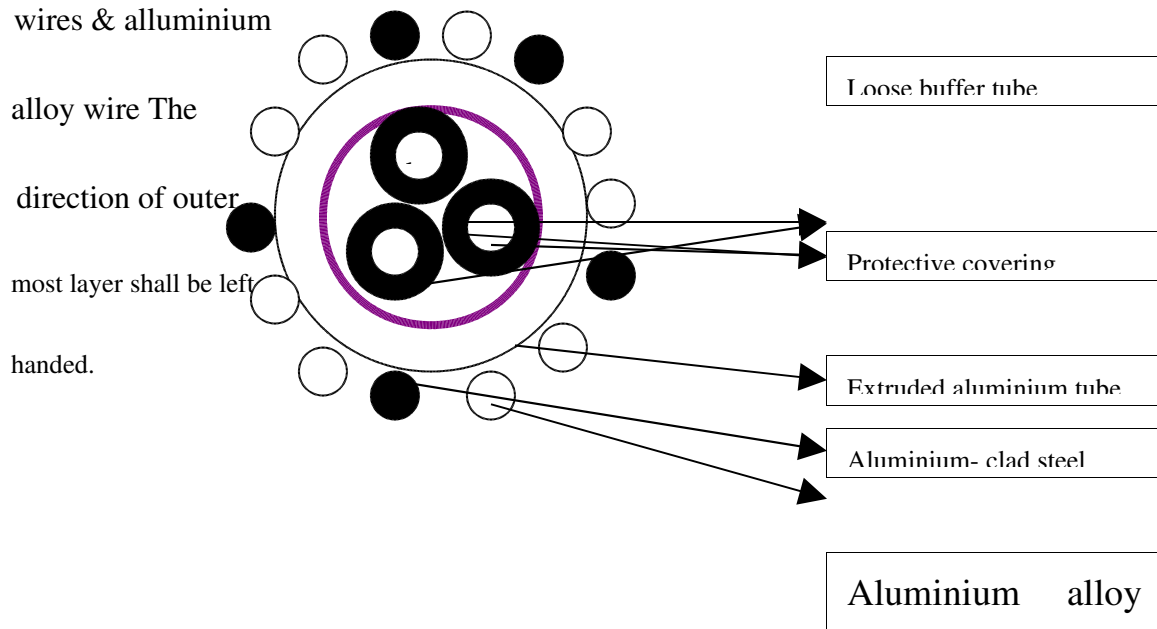 wires & alluminium
alloy wire The
direction of outer
most layer shall be left
handed.
Loose buffer tube
Protective covering
Extruded aluminium tube
Aluminium- clad steel
Aluminium alloy